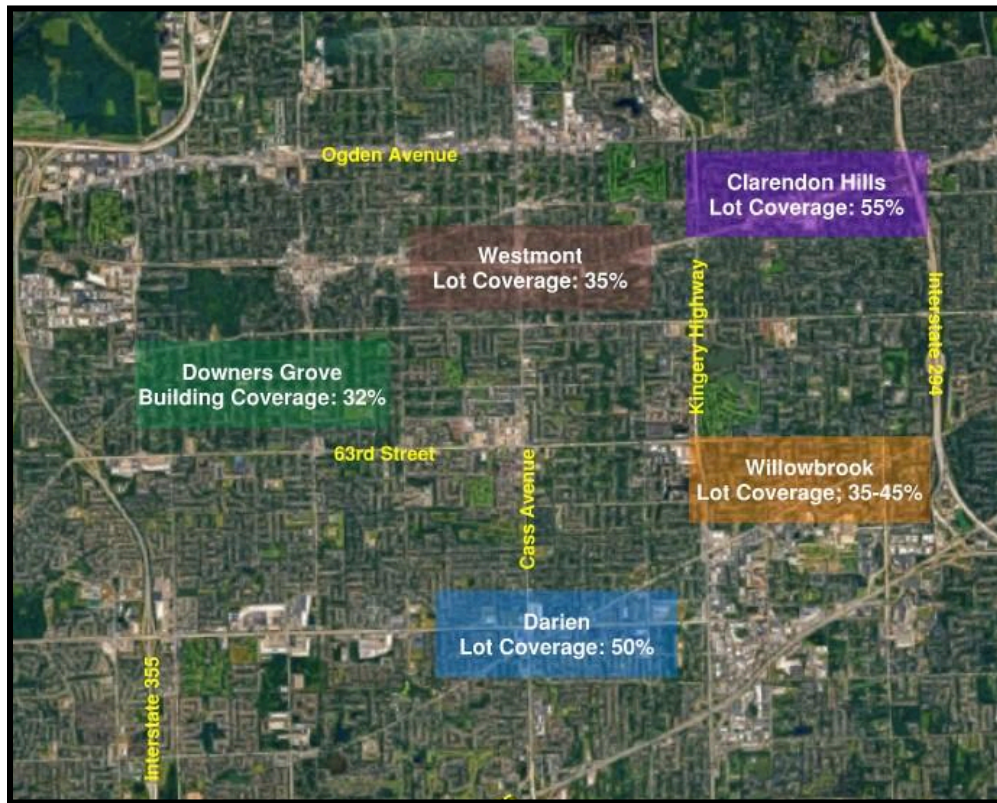 Ogden Avenue
Clarendon Hills
Lot Coverage: 55%
Westmont
Lot Coverage: 35%
Kingery Highway
Interstate 294
Downers Grove
Building Coverage: 32%
63rd Street
Willowbrook
Lot Coverage; 35-45%
Cass Avenue
Darien
Lot Coverage: 50%
Interstate 355